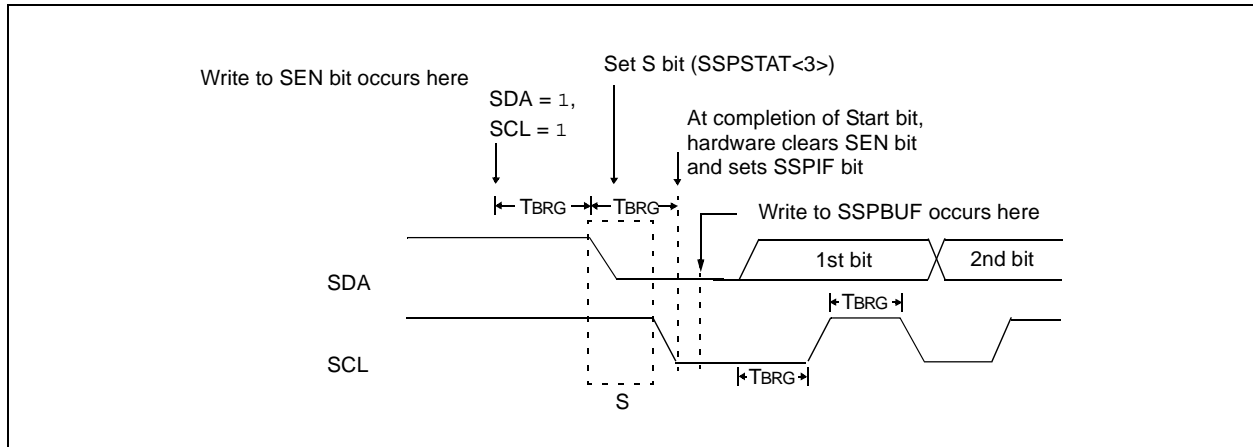 Write to SEN bit occurs here
Set S bit (SSPSTAT<3>)
SDA = 1,
SCL = 1
At completion of Start bit,
hardware clears SEN bit
and sets SSPIF bit
TBRG
TBRG
Write to SSPBUF occurs here
1st bit
2nd bit
SDA
TBRG
SCL
TBRG
S